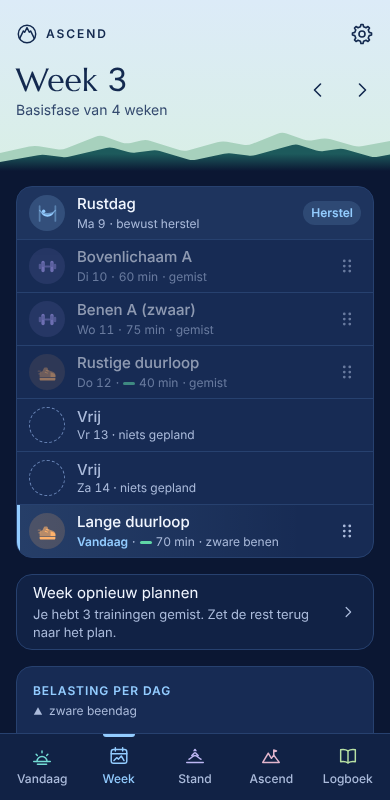 ASCEND
Week 3
Basisfase van 4 weken
Rustdag
Ma 9 · bewust herstel
Herstel
Bovenlichaam A
Di 10 · 60 min · gemist
Benen A (zwaar)
Wo 11 · 75 min · gemist
Rustige duurloop
Do 12 · 40 min · gemist
Vrij
Vr 13 · niets gepland
Vrij
Za 14 · niets gepland
Lange duurloop
Vandaag · 70 min · zware benen
Week opnieuw plannen
Je hebt 3 trainingen gemist. Zet de rest terug
naar het plan.
BELASTING PER DAG
▲ zware beendag
Vandaag Week Stand Ascend Logboek